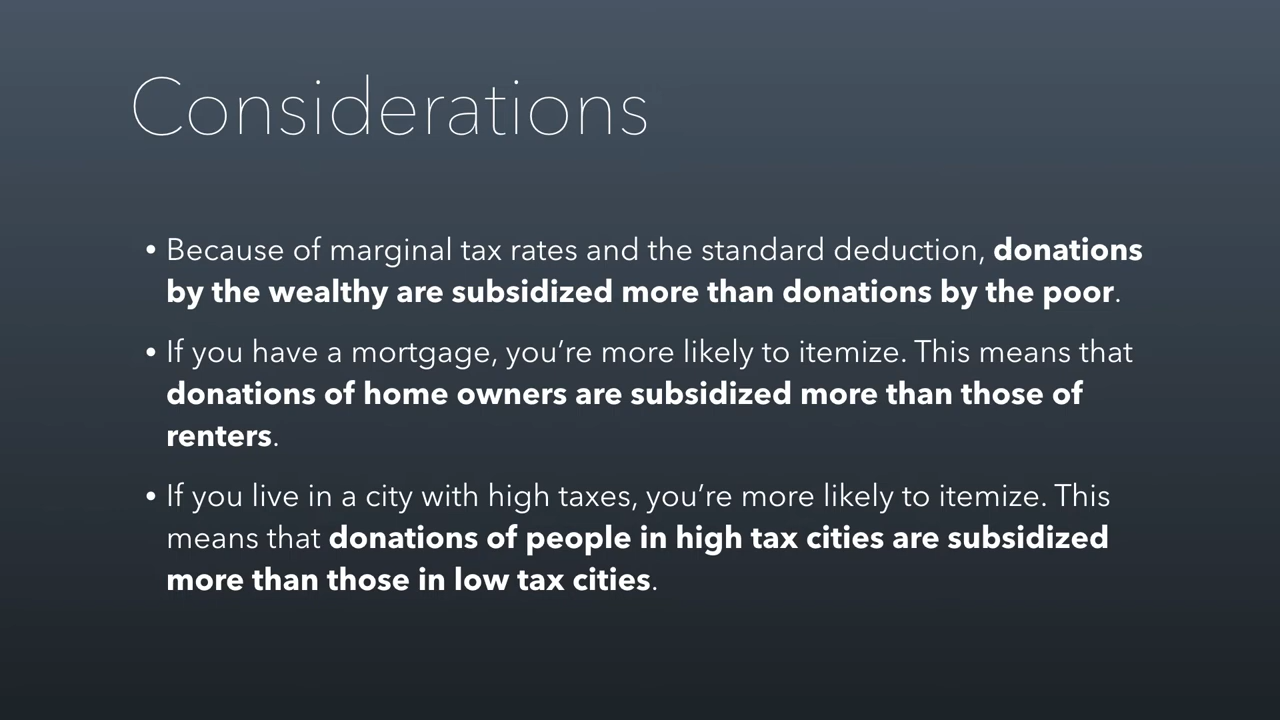 Considerations
• Because of marginal tax rates and the standard deduction, donations
by the wealthy are subsidized more than donations by the poor.
• If you have a mortgage, you’re more likely to itemize. This means that
donations of home owners are subsidized more than those of
renters.
• If you live in a city with high taxes, you’re more likely to itemize. This
means that donations of people in high tax cities are subsidized
more than those in low tax cities.